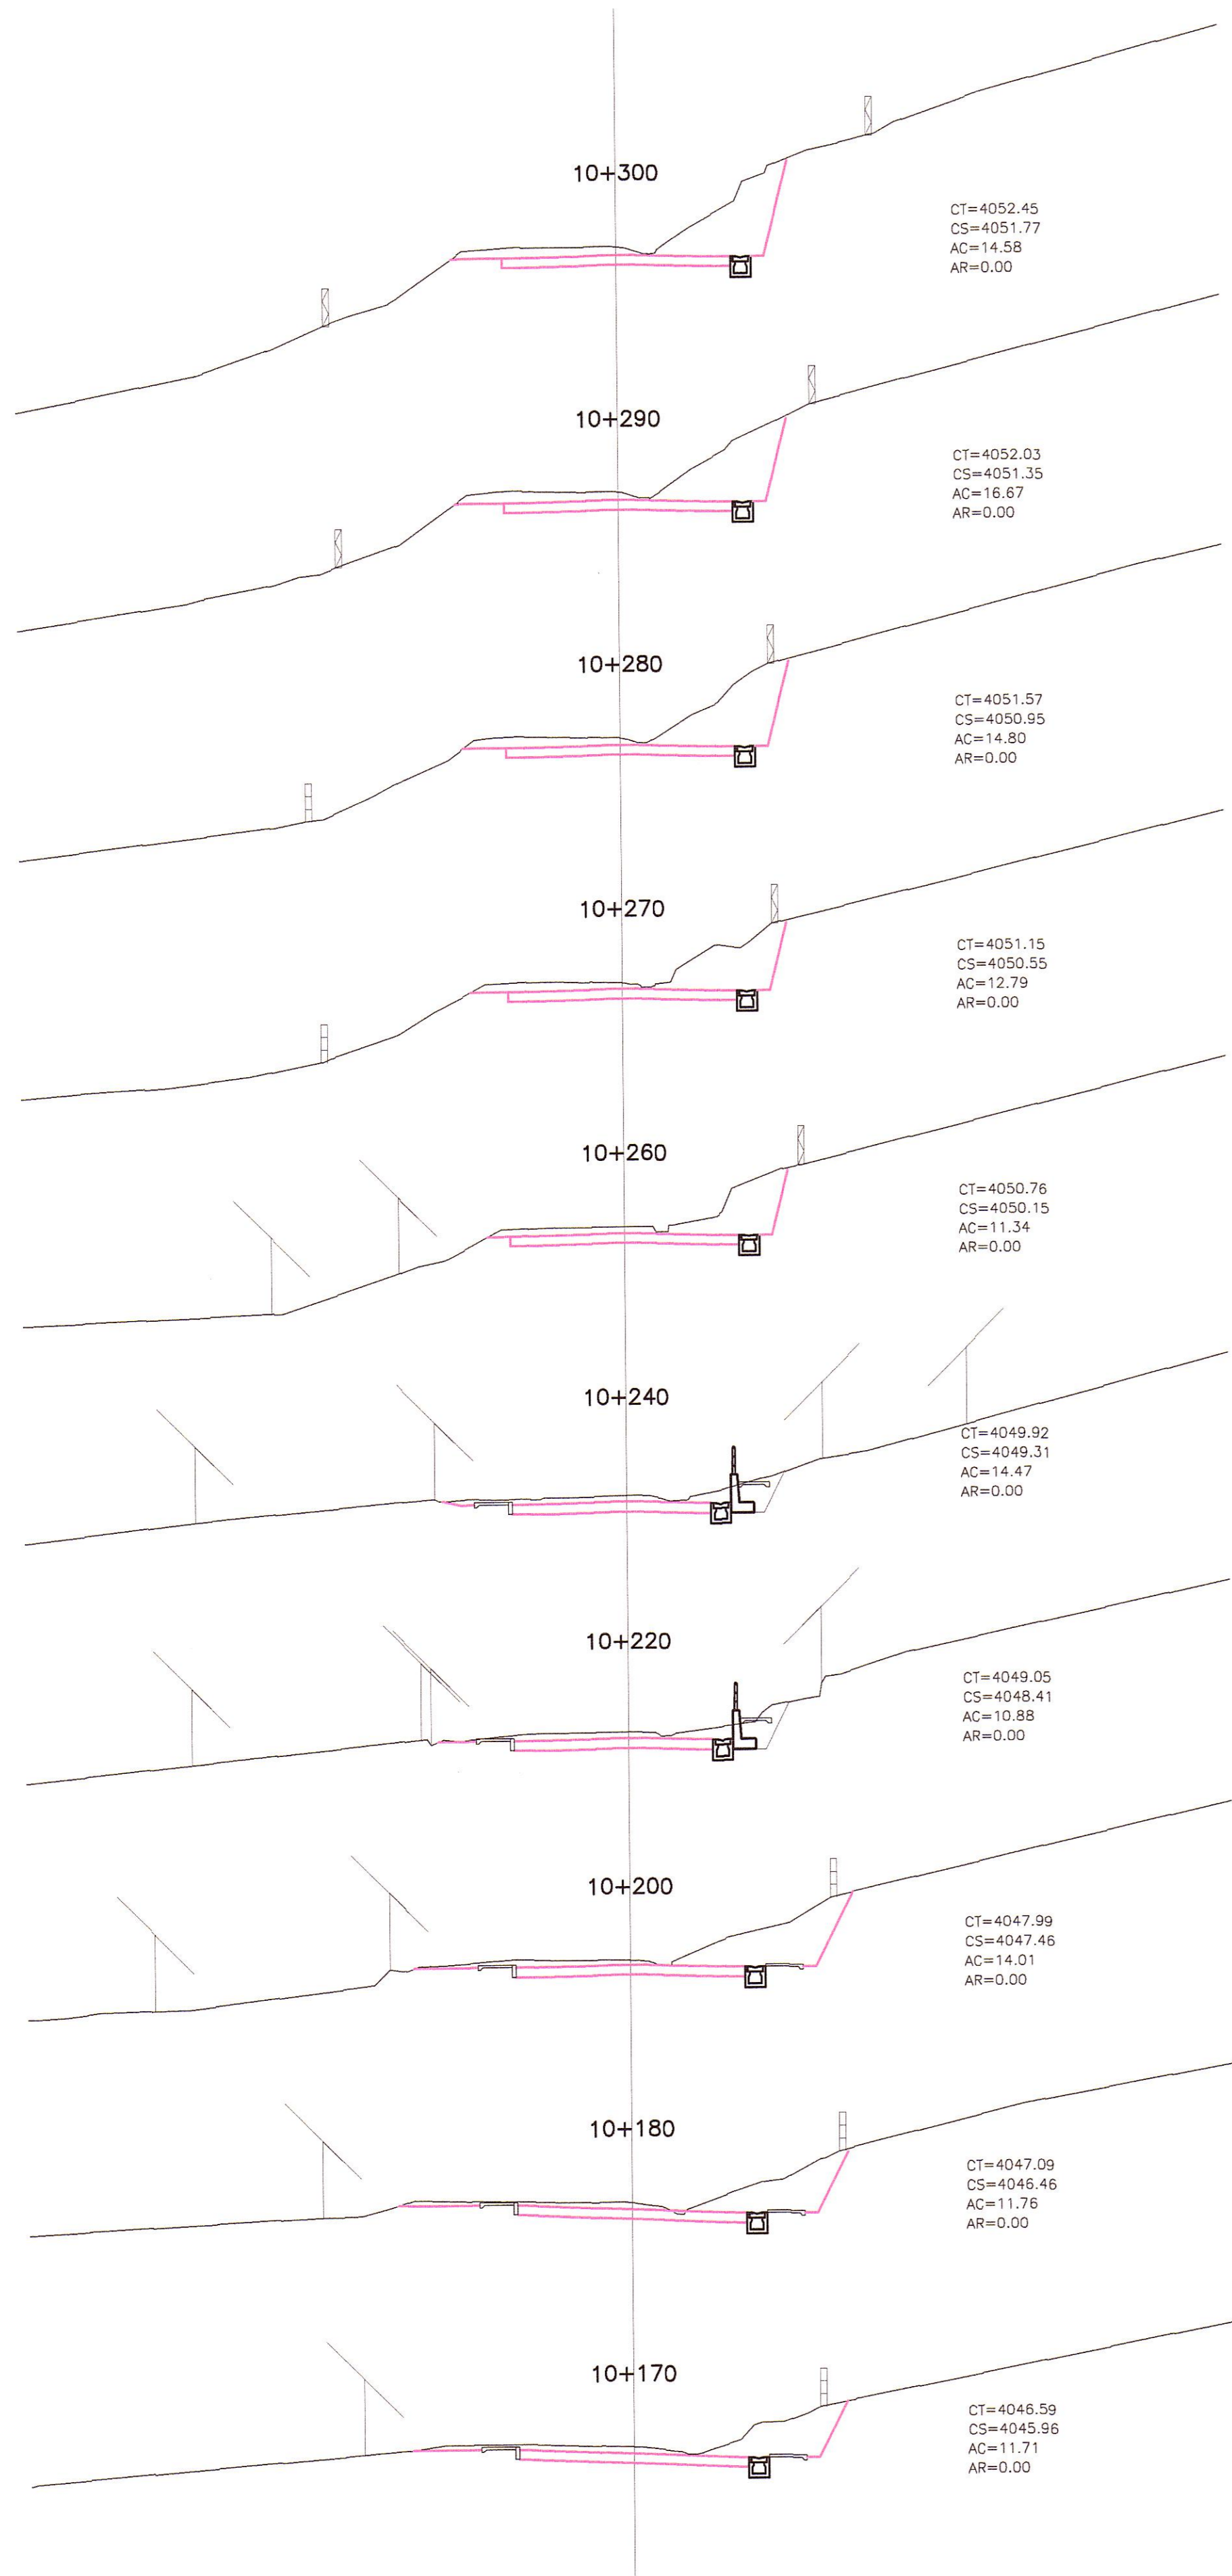 10+300
CT=4052.45
CS=4051.77
AC=14.58
AR=0.00
10+290
CT=4052.03
CS=4051.35
AC=16.67
AR=0.00
10+280
CT=4051.57
CS=4050.95
AC=14.80
AR=0.00
10+270
CT=4051.15
CS=4050.55
AC=12.79
AR=0.00
10+260
CT=4050.76
CS=4050.15
AC=11.34
AR=0.00
10+240
CT=4049.92
CS=4049.31
AC=14.47
AR=0.00
10+220
CT=4049.05
CS=4048.41
AC=10.88
AR=0.00
10+200
CT=4047.99
CS=4047.46
AC=14.01
AR=0.00
10+180
CT=4047.09
CS=4046.46
AC=11.76
AR=0.00
10+170
CT=4046.59
CS=4045.96
AC=11.71
AR=0.00